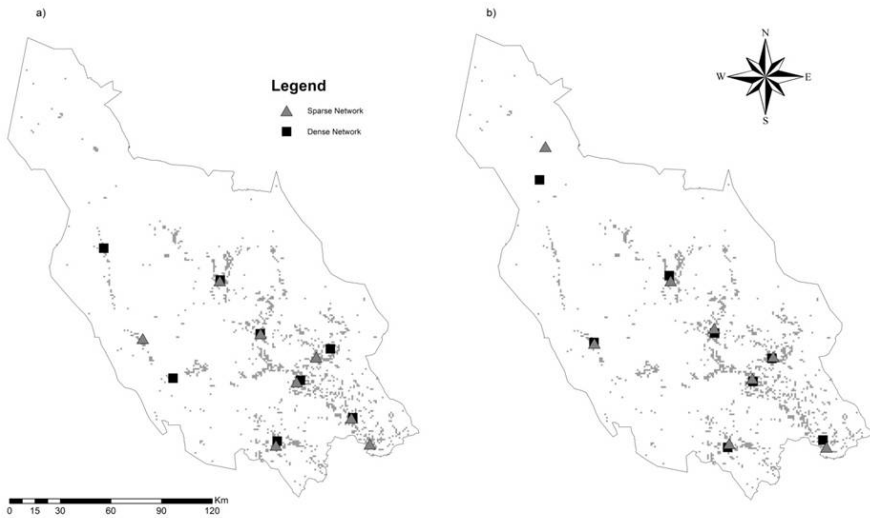 a)
b)
N
W E
S
Legend
Sparse Network
Dense Network
Km
0 15 30 60 90 120